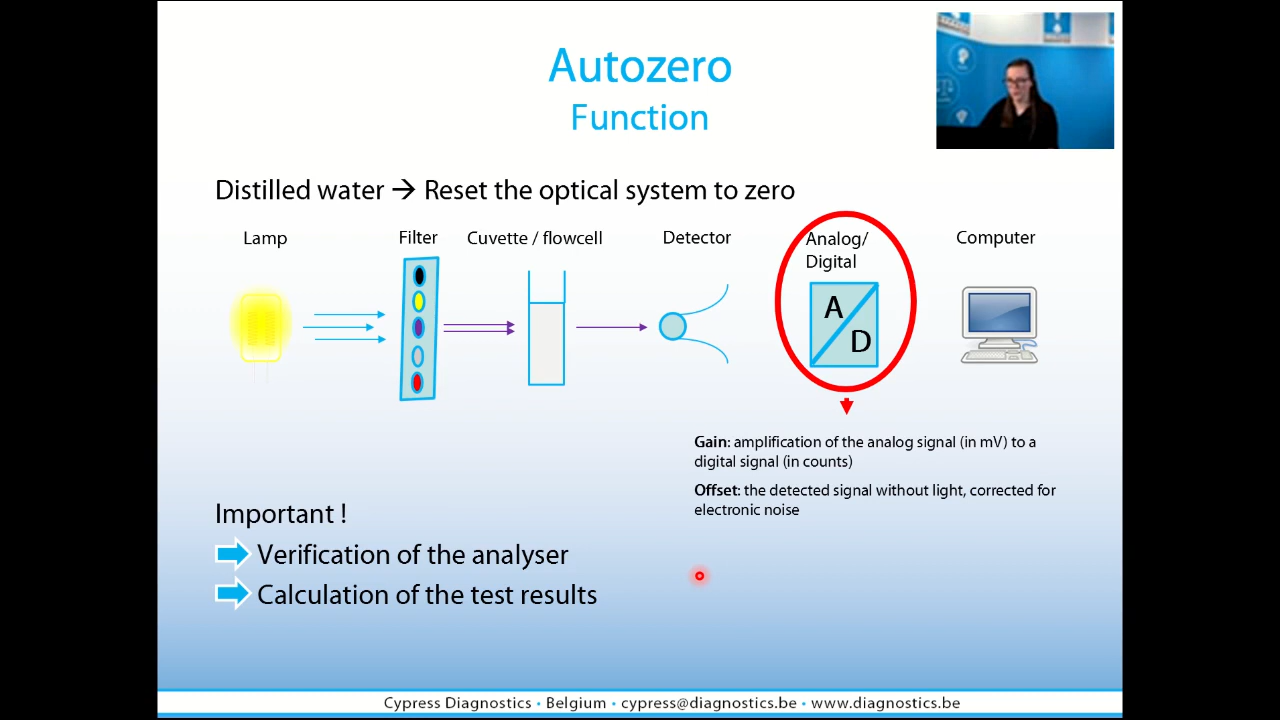 Autozero
Function
Distilled water → Reset the optical system to zero
Lamp
Filter
Cuvette / flowcell
Detector
Analog/
Digital
Computer
A
D
Gain: amplification of the analog signal (in mV) to a
digital signal (in counts)
Offset: the detected signal without light, corrected for
electronic noise
Important !
Verification of the analyser
Calculation of the test results
Cypress Diagnostics • Belgium • cypress@diagnostics.be • www.diagnostics.be